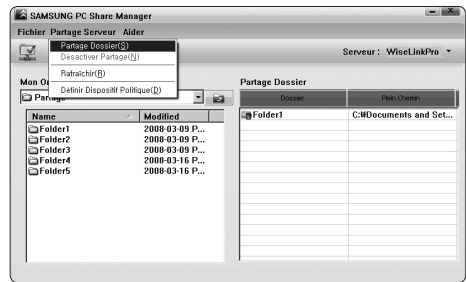 SAMSUNG PC Share Manager
Fichier Partage Serveur Aider
Partage Dossier(S)
Désactiver Partage(N)
Rafraîchir(R)
Définir Dispositif Politique(D)
Serveur : WiseLinkPro
Mon Or
Partage
Name Modified
Folder1 2008-03-09 P...
Folder2 2008-03-09 P...
Folder3 2008-03-09 P...
Folder4 2008-03-16 P...
Folder5 2008-03-16 P...
Partage Dossier
Dossier Plein Chemin
Folder1 C:#Documents and Set...